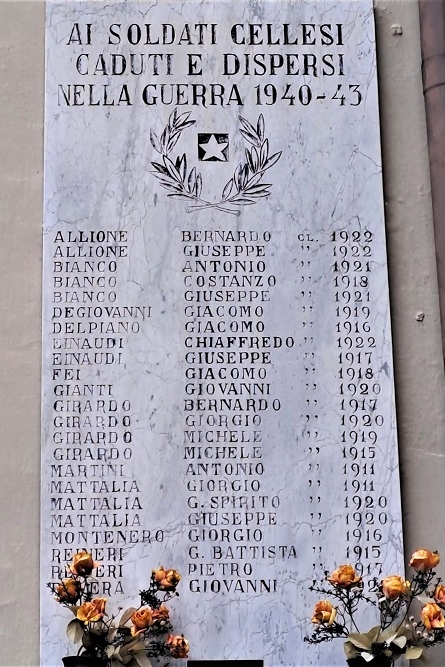 AI SOLDATI CELLESI
CADUTI E DISPERSI
NELLA GUERRA 1940-43
ALLIONE BERNARDO CL. 1922
ALLIONE GIUSEPPE " 1922
BIANCO ANTONIO " 1921
BIANCO COSTANZO " 1918
BIANCO GIUSEPPE " 1921
DEGIOVANNI GIACOMO " 1919
DELPIANO GIACOMO " 1916
EINAUDI CHIAFFREDO " 1922
EINAUDI GIUSEPPE " 1917
FEI GIACOMO " 1918
GIANTI GIOVANNI " 1920
GIRARDO BERNARDO " 1917
GIRARDO GIORGIO " 1920
GIRARDO MICHELE " 1919
GIRARDO MICHELE " 1915
MARTINI ANTONIO " 1911
MATTALIA GIORGIO " 1911
MATTALIA G. SPIRITO " 1920
MATTALIA GIUSEPPE " 1920
MONTENERO GIORGIO " 1916
G. BATTISTA " 1915
PIETRO " 1917
GIOVANNI "